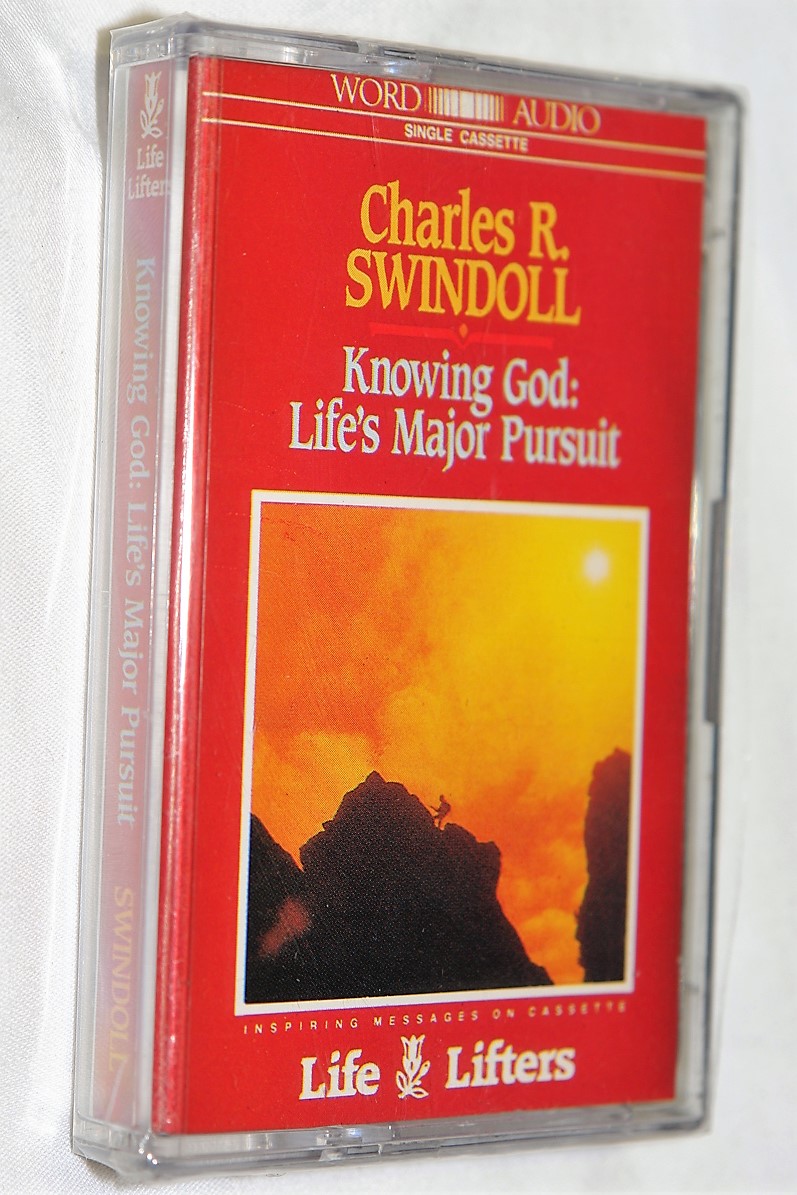 WORD AUDIO
SINGLE CASSETTE
Charles R.
SWINDOLL
Knowing God:
Life's Major Pursuit
INSPIRING MESSAGES ON CASSETTE
Life Lifters
Life
Lifters
Knowing God: Life's Major Pursuit SWINDOLL